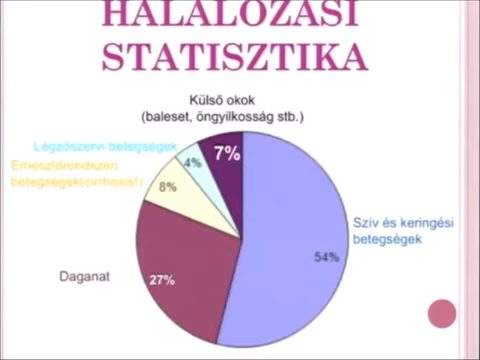 HALÁLOZÁSI
STATISZTIKA
Külső okok
(baleset, öngyilkosság stb.)
Légzőszervi betegségek
7%
4%
Emésztőrendszeri
betegségek(cirrhosis!)
8%
Szív és keringési
betegségek
54%
Daganat
27%